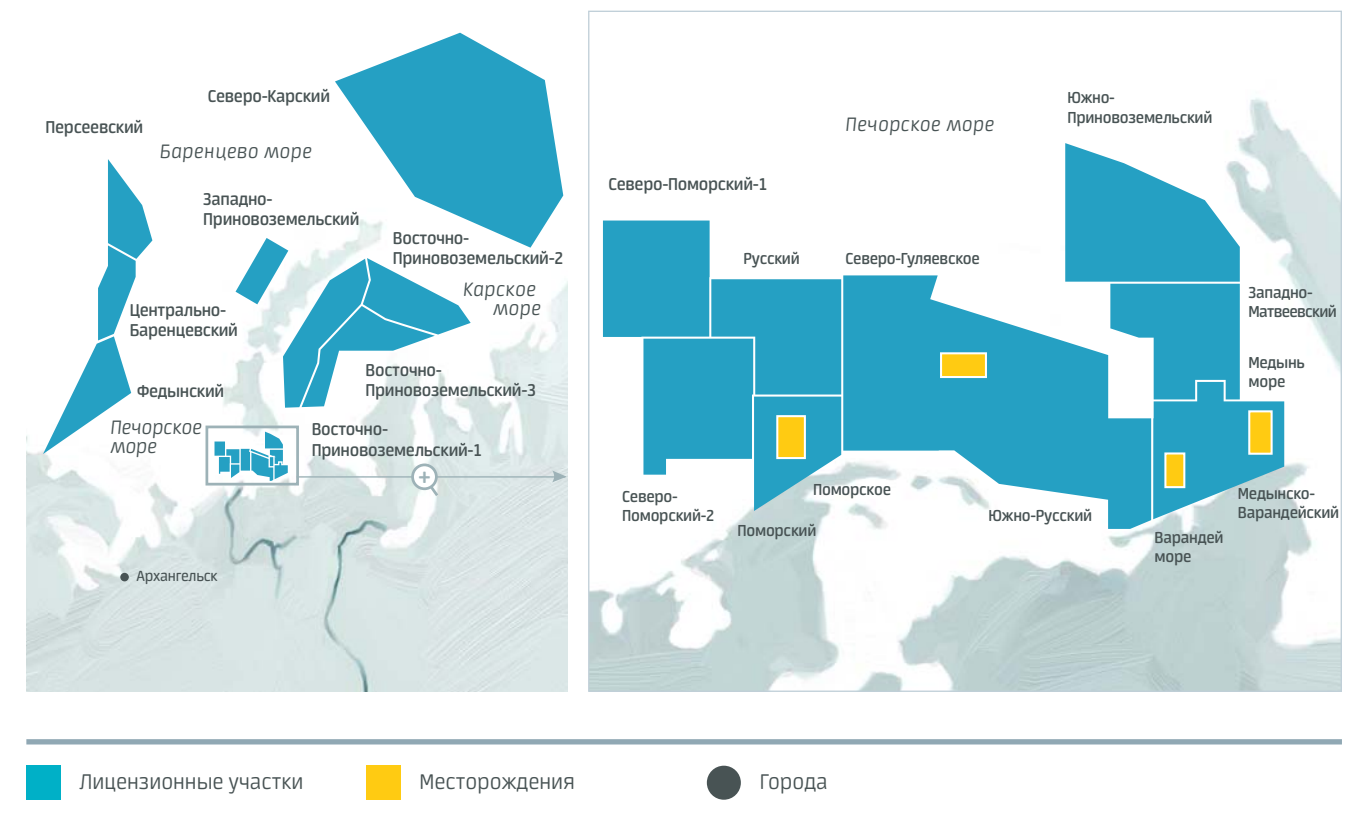 Северо-Карский
Персеевский
Баренцево море
Западно-
Приновоземельский
Восточно-
Приновоземельский-2
Карское
море
Центрально-
Баренцевский
Восточно-
Приновоземельский-3
Федынский
Печорское
море
Восточно-
Приновоземельский-1
Архангельск
Южно-
Приновоземельский
Печорское море
Северо-Поморский-1
Русский
Северо-Гуляевское
Западно-
Матвеевский
Медынь
море
Северо-
Поморский-2
Поморское
Поморский
Южно-Русский
Медынско-
Варандейский
Варандей
море
Лицензионные участки
Месторождения
Города